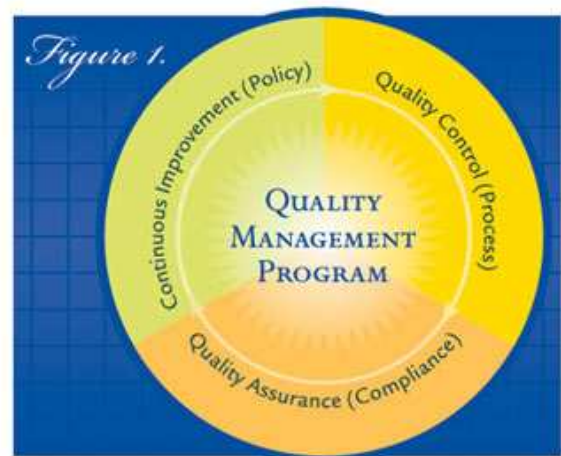 Figure 1.
Continuous Improvement (Policy)
Quality Control (Process)
QUALITY
MANAGEMENT
PROGRAM
Quality Assurance (Compliance)